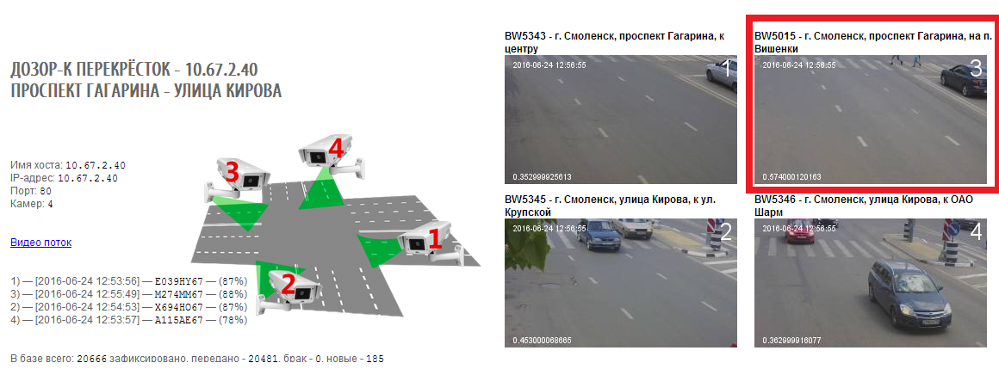 ДОЗОР-К ПЕРЕКРЁСТОК - 10.67.2.40
ПРОСПЕКТ ГАГАРИНА - УЛИЦА КИРОВА
Имя хоста: 10.67.2.40
IP-адрес: 10.67.2.40
Порт: 80
Камер: 4
Видео поток
1) — [2016-06-24 12:53:56] — E039HY67 — (87%)
3) — [2016-06-24 12:55:49] — M274MM67 — (88%)
2) — [2016-06-24 12:54:53] — X694HO67 — (87%)
4) — [2016-06-24 12:53:57] — A115AE67 — (78%)
В базе всего: 20666 зафиксировано, передано - 20481, брак - 0, новые - 185
4
3
1
2
BW5343 - г. Смоленск, проспект Гагарина, к
центру
2016-06-24 12:56:55
1
0.352999925613
BW5015 - г. Смоленск, проспект Гагарина, на п.
Вишенки
2016-06-24 12:56:55
3
0.574000120163
BW5345 - г. Смоленск, улица Кирова, к ул.
Крупской
2016-06-24 12:56:55
2
0.453000068665
BW5346 - г. Смоленск, улица Кирова, к ОАО
Шарм
2016-06-24 12:56:55
4
0.362999916077